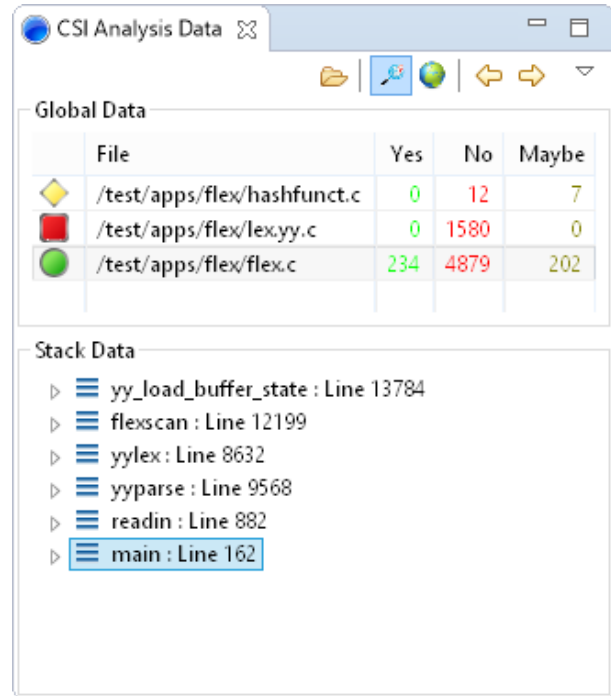 CSI Analysis Data
Global Data
File Yes No Maybe
/test/apps/flex/hashfunct.c 0 12 7
/test/apps/flex/lex.yy.c 0 1580 0
/test/apps/flex/flex.c 234 4879 202
Stack Data
yy_load_buffer_state : Line 13784
flexscan : Line 12199
yylex : Line 8632
yyparse : Line 9568
readin : Line 882
main : Line 162